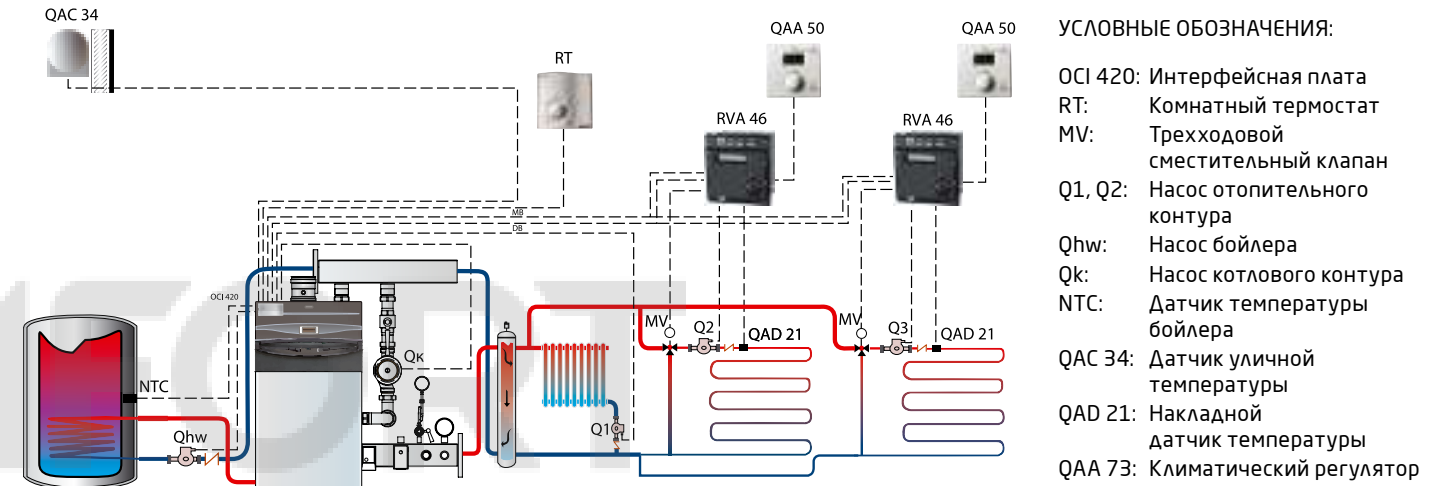 QAC 34
RT
QAA 50
QAA 50
RVA 46
RVA 46
MB
DB
OCI 420
NTC
Qhw
Qк
MV
Q2
QAD 21
MV
Q3
QAD 21
Q1
УСЛОВНЫЕ ОБОЗНАЧЕНИЯ:
OCI 420: Интерфейсная плата
RT: Комнатный термостат
MV: Трехходовой
сместительный клапан
Q1, Q2: Насос отопительного
контура
Qhw: Насос бойлера
Qk: Насос котлового контура
NTC: Датчик температуры
бойлера
QAC 34: Датчик уличной
температуры
QAD 21: Накладной
датчик температуры
QAA 73: Климатический регулятор